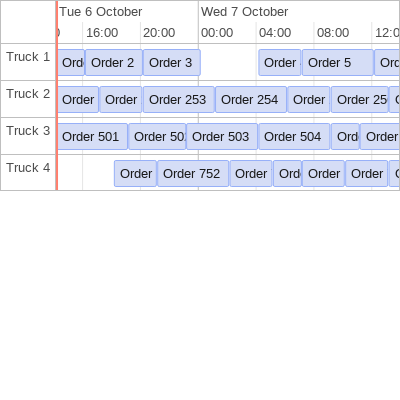 Tue 6 October Wed 7 October
16:00 20:00 00:00 04:00 08:00 12:0
Truck 1 Ord Order 2 Order 3 Order 5 Ord
Truck 2 Order Order Order 253 Order 254 Order Order 25
Truck 3 Order 501 Order 50 Order 503 Order 504 Ord Order
Truck 4 Order Order 752 Order Ord Order Order